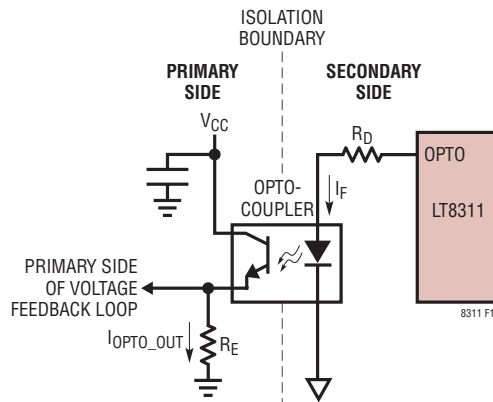 ISOLATION
BOUNDARY
PRIMARY
SIDE
SECONDARY
SIDE
VCC
RD
OPTO
LT8311
IF
OPTO-
COUPLER
PRIMARY SIDE
OF VOLTAGE
FEEDBACK LOOP
IOPTO_OUT
RE
8311 F1